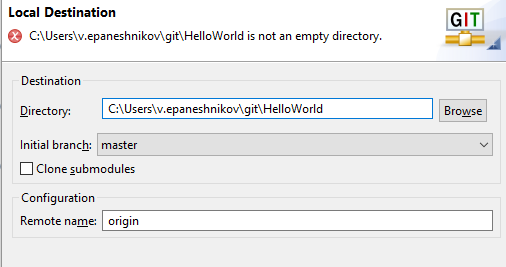 Local Destination
C:\Users\v.epaneshnikov\git\HelloWorld is not an empty directory.
GIT
Destination
Directory: C:\Users\v.epaneshnikov\git\HelloWorld Browse
Initial branch: master
Clone submodules
Configuration
Remote name: origin